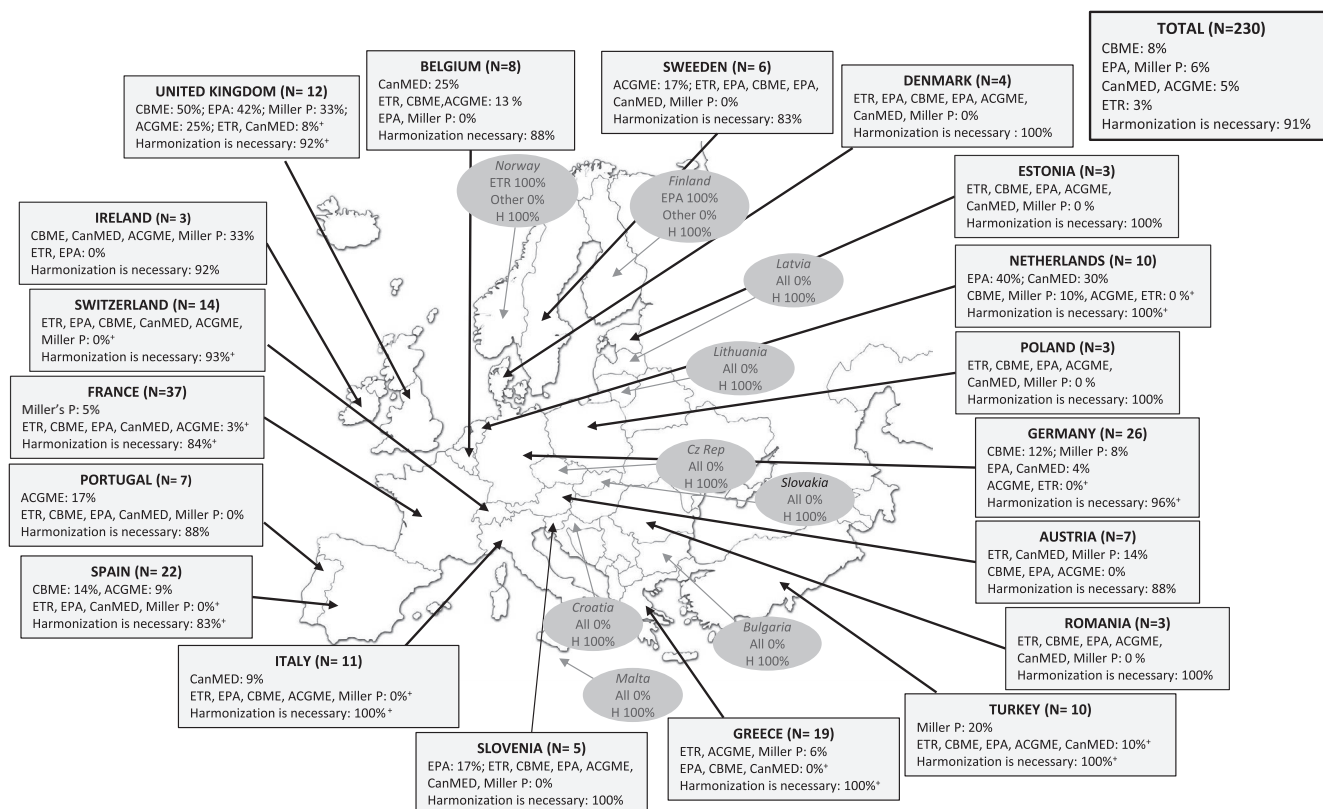 TOTAL (N=230)
CBME: 8%
EPA, Miller P: 6%
CanMED, ACGME: 5%
ETR: 3%
Harmonization is necessary: 91%
BELGIUM (N=8)
CanMED: 25%
ETR, CBME,ACGME: 13 %
EPA, Miller P: 0%
Harmonization necessary: 88%
SWEDEN (N= 6)
ACGME: 17%; ETR, EPA, CBME, EPA,
CanMED, Miller P: 0%
Harmonization is necessary: 83%
DENMARK (N=4)
ETR, EPA, CBME, EPA, ACGME,
CanMED, Miller P: 0%
Harmonization is necessary : 100%
UNITED KINGDOM (N= 12)
CBME: 50%; EPA: 42%; Miller P: 33%;
ACGME: 25%; ETR, CanMED: 8%⁺
Harmonization is necessary: 92%⁺
Norway
ETR 100%
Other 0%
H 100%
Finland
EPA 100%
Other 0%
H 100%
ESTONIA (N=3)
ETR, CBME, EPA, ACGME,
CanMED, Miller P: 0 %
Harmonization is necessary: 100%
IRELAND (N= 3)
CBME, CanMED, ACGME, Miller P: 33%
ETR, EPA: 0%
Harmonization is necessary: 92%
Latvia
All 0%
H 100%
NETHERLANDS (N= 10)
EPA: 40%; CanMED: 30%
CBME, Miller P: 10%, ACGME, ETR: 0 %⁺
Harmonization is necessary: 100%⁺
SWITZERLAND (N= 14)
ETR, EPA, CBME, CanMED, ACGME,
Miller P: 0%⁺
Harmonization is necessary: 93%⁺
Lithuania
All 0%
H 100%
POLAND (N=3)
ETR, CBME, EPA, ACGME,
CanMED, Miller P: 0 %
Harmonization is necessary: 100%
FRANCE (N=37)
Miller's P: 5%
ETR, CBME, EPA, CanMED, ACGME: 3%⁺
Harmonization is necessary: 84%⁺
GERMANY (N= 26)
CBME: 12%; Miller P: 8%
EPA, CanMED: 4%
ACGME, ETR: 0%⁺
Harmonization is necessary: 96%⁺
Cz Rep
All 0%
H 100%
Slovakia
All 0%
H 100%
PORTUGAL (N= 7)
ACGME: 17%
ETR, CBME, EPA, CanMED, Miller P: 0%
Harmonization is necessary: 88%
AUSTRIA (N=7)
ETR, CanMED, Miller P: 14%
CBME, EPA, ACGME: 0%
Harmonization is necessary: 88%
SPAIN (N= 22)
CBME: 14%, ACGME: 9%
ETR, EPA, CanMED, Miller P: 0%⁺
Harmonization is necessary: 83%⁺
Croatia
All 0%
H 100%
Bulgaria
All 0%
H 100%
ROMANIA (N=3)
ETR, CBME, EPA, ACGME,
CanMED, Miller P: 0 %
Harmonization is necessary: 100%
ITALY (N= 11)
CanMED: 9%
ETR, EPA, CBME, ACGME, Miller P: 0%⁺
Harmonization is necessary: 100%⁺
Malta
All 0%
H 100%
TURKEY (N= 10)
Miller P: 20%
ETR, CBME, EPA, ACGME, CanMED: 10%⁺
Harmonization is necessary: 100%⁺
GREECE (N= 19)
ETR, ACGME, Miller P: 6%
EPA, CBME, CanMED: 0%⁺
Harmonization is necessary: 100%⁺
SLOVENIA (N= 5)
EPA: 17%; ETR, CBME, EPA, ACGME,
CanMED, Miller P: 0%
Harmonization is necessary: 100%